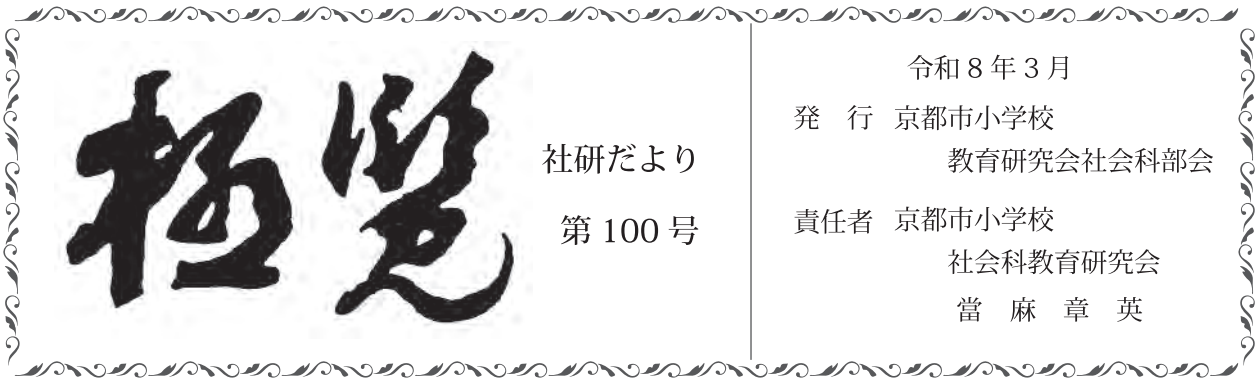 極覧
社研だより
第 100 号
令和 8 年 3 月
発　行　京都市小学校
教育研究会社会科部会
責任者　京都市小学校
社会科教育研究会
當　麻　章　英